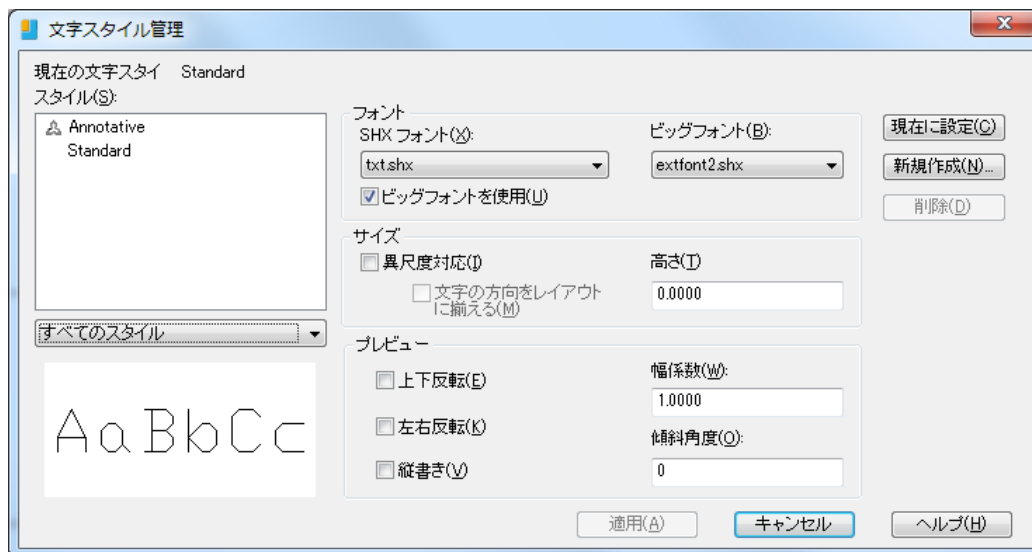 文字スタイル管理
現在の文字スタイ Standard
スタイル(S):
Annotative
Standard
すべてのスタイル
AaBbCc
フォント
SHX フォント(X):
ビッグフォント(B):
txt.shx
extfont2.shx
ビッグフォントを使用(U)
サイズ
異尺度対応(I)
高さ(T)
文字の方向をレイアウト
に揃える(M)
0.0000
プレビュー
上下反転(E)
幅係数(W):
1.0000
左右反転(K)
傾斜角度(O):
縦書き(V)
0
現在に設定(C)
新規作成(N)...
削除(D)
適用(A)
キャンセル
ヘルプ(H)